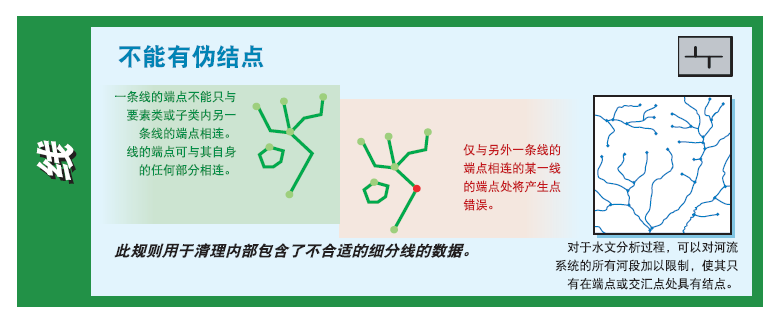 不能有伪结点
线
一条线的端点不能只与
要素类或子类内另一
条线的端点相连。
线的端点可与其自身
的任何部分相连。
仅与另外一条线的
端点相连的某一线
的端点处将产生点
错误。
此规则用于清理内部包含了不合适的细分线的数据。
对于水文分析过程，可以对河流
系统的所有河段加以限制，使其只
有在端点或交汇点处具有结点。